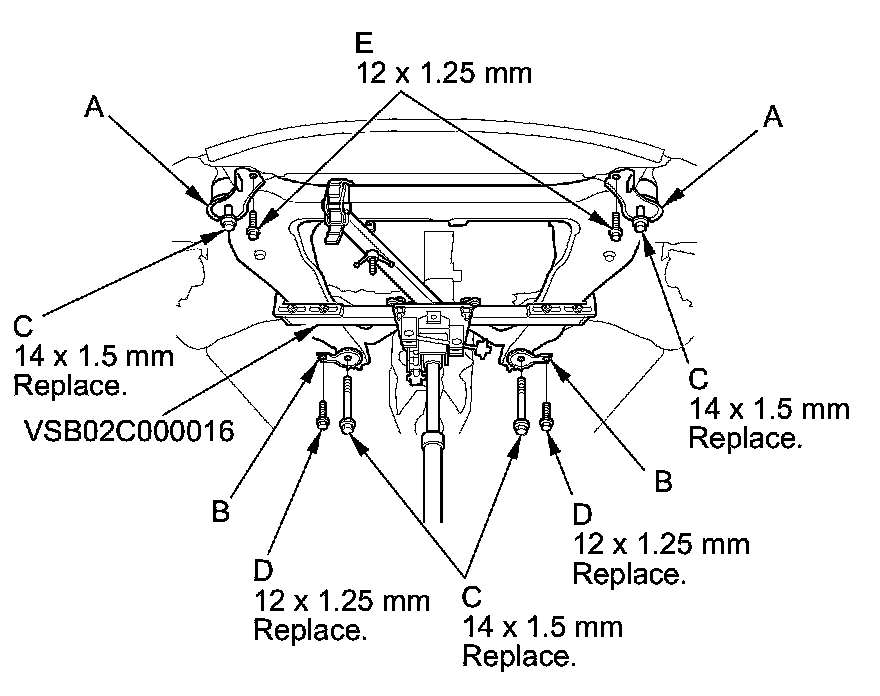 E
12 x 1.25 mm
A
A
C
14 x 1.5 mm
Replace.
VSB02C000016
C
14 x 1.5 mm
Replace.
B
B
D
12 x 1.25 mm
Replace.
D
12 x 1.25 mm
Replace.
C
14 x 1.5 mm
Replace.